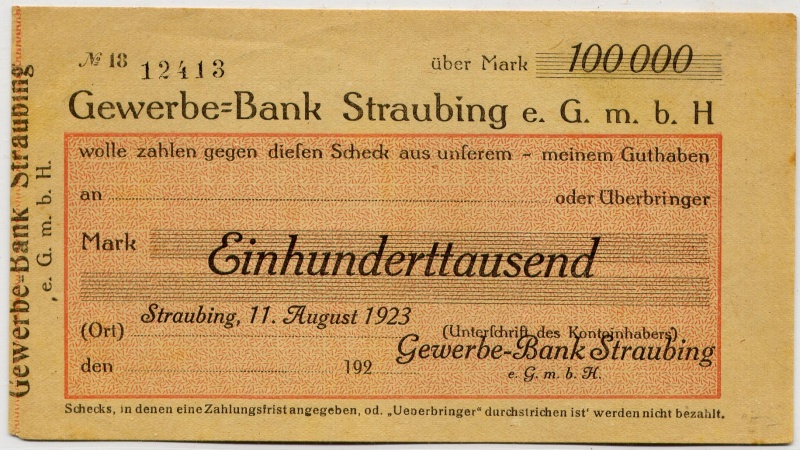 № 18 12413
über Mark 100 000
Gewerbe=Bank Straubing e. G. m. b. H
wolle zahlen gegen dieſen Scheck aus unſerem – meinem Guthaben
an oder Überbringer
Mark Einhunderttausend
Straubing, 11. August 1923
(Ort) (Unterſchrift des Kontoinhabers)
Gewerbe-Bank Straubing
den 192
e. G. m. b. H.
Schecks, in denen eine Zahlungsfrist angegeben, od. „Ueberbringer“ durchstrichen ist' werden nicht bezahlt.
Gewerbe=Bank Straubing
e. G. m. b. H.